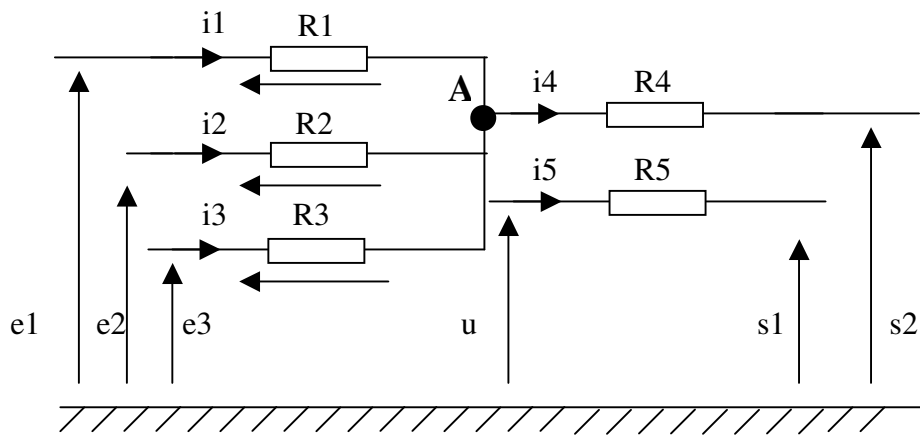 i1 R1
A i4 R4
i2 R2
i5 R5
i3 R3
e1 e2 e3 u s1 s2